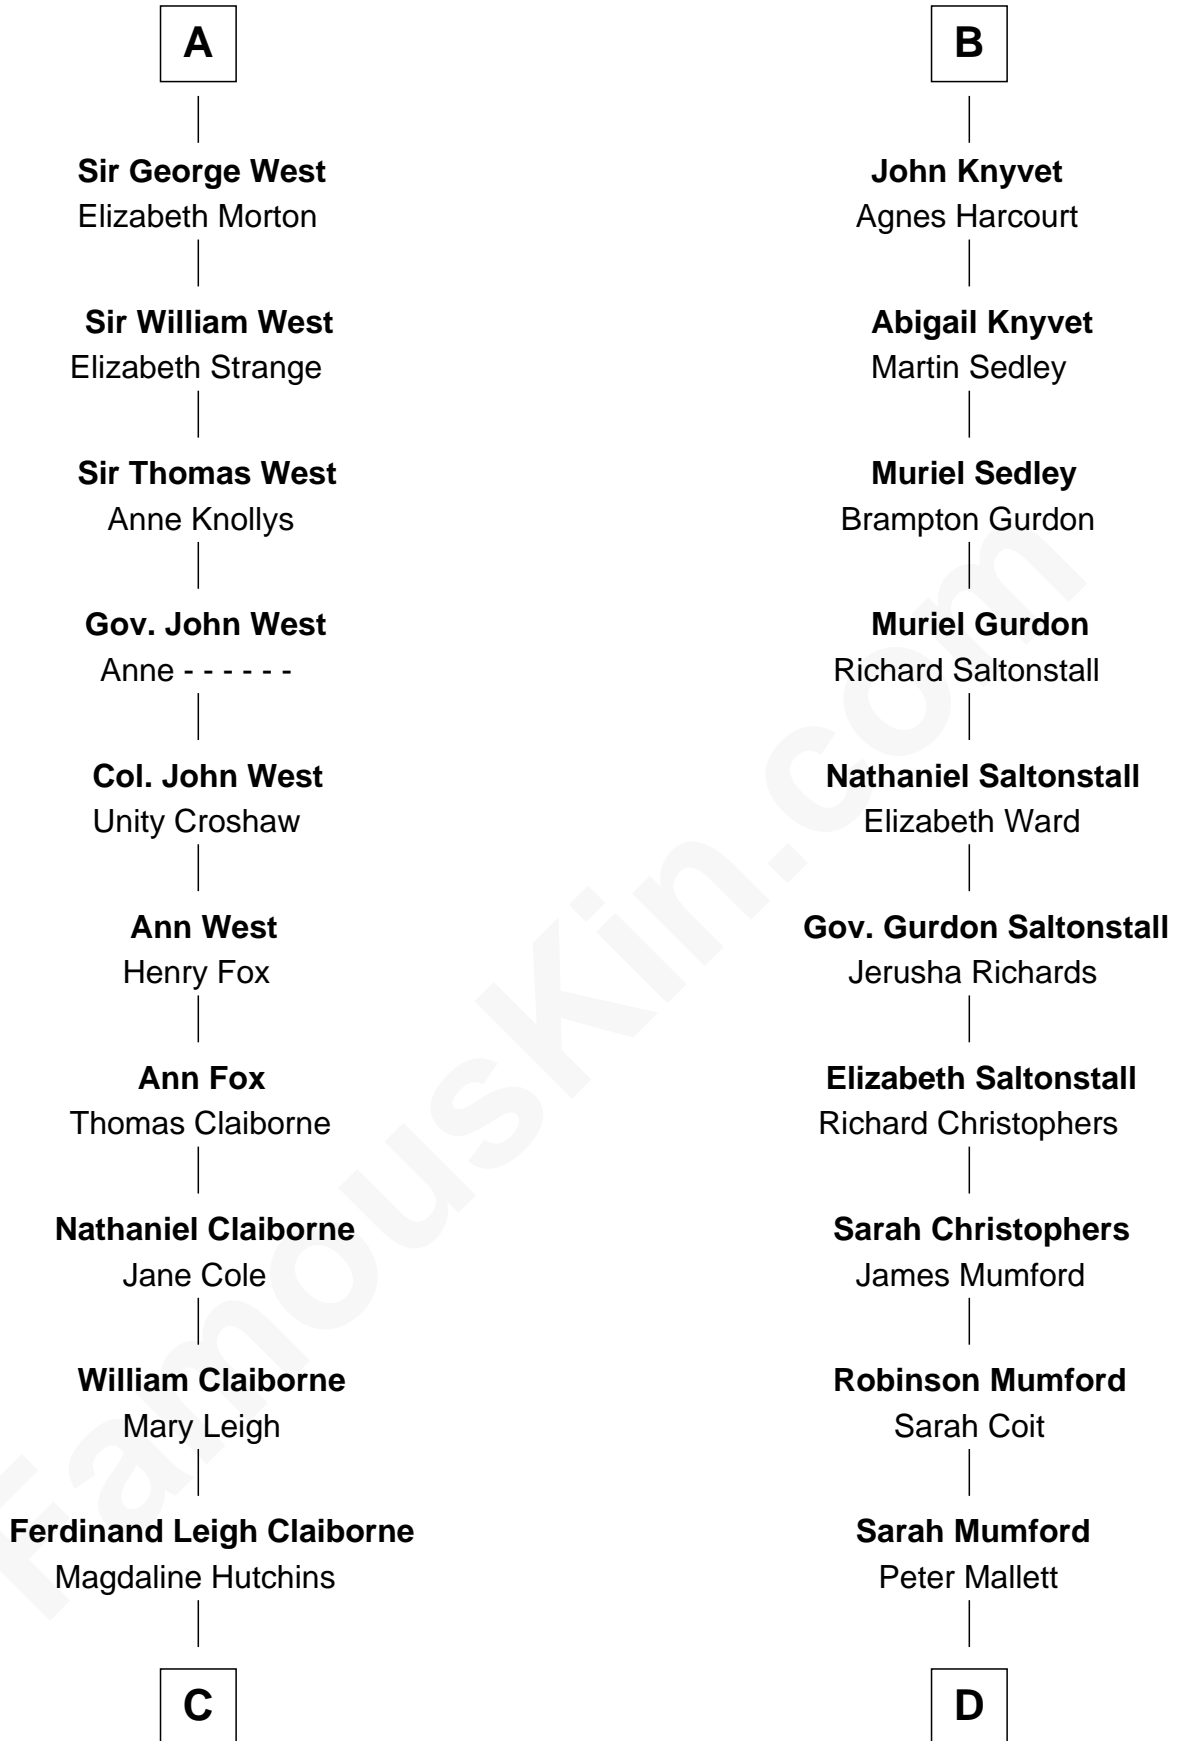 A
Sir George West
Elizabeth Morton
Sir William West
Elizabeth Strange
Sir Thomas West
Anne Knollys
Gov. John West
Anne - - - - - -
Col. John West
Unity Croshaw
Ann West
Henry Fox
Ann Fox
Thomas Claiborne
Nathaniel Claiborne
Jane Cole
William Claiborne
Mary Leigh
Ferdinand Leigh Claiborne
Magdaline Hutchins
C
B
John Knyvet
Agnes Harcourt
Abigail Knyvet
Martin Sedley
Muriel Sedley
Brampton Gurdon
Muriel Gurdon
Richard Saltonstall
Nathaniel Saltonstall
Elizabeth Ward
Gov. Gurdon Saltonstall
Jerusha Richards
Elizabeth Saltonstall
Richard Christophers
Sarah Christophers
James Mumford
Robinson Mumford
Sarah Coit
Sarah Mumford
Peter Mallett
D
FamousKin.com